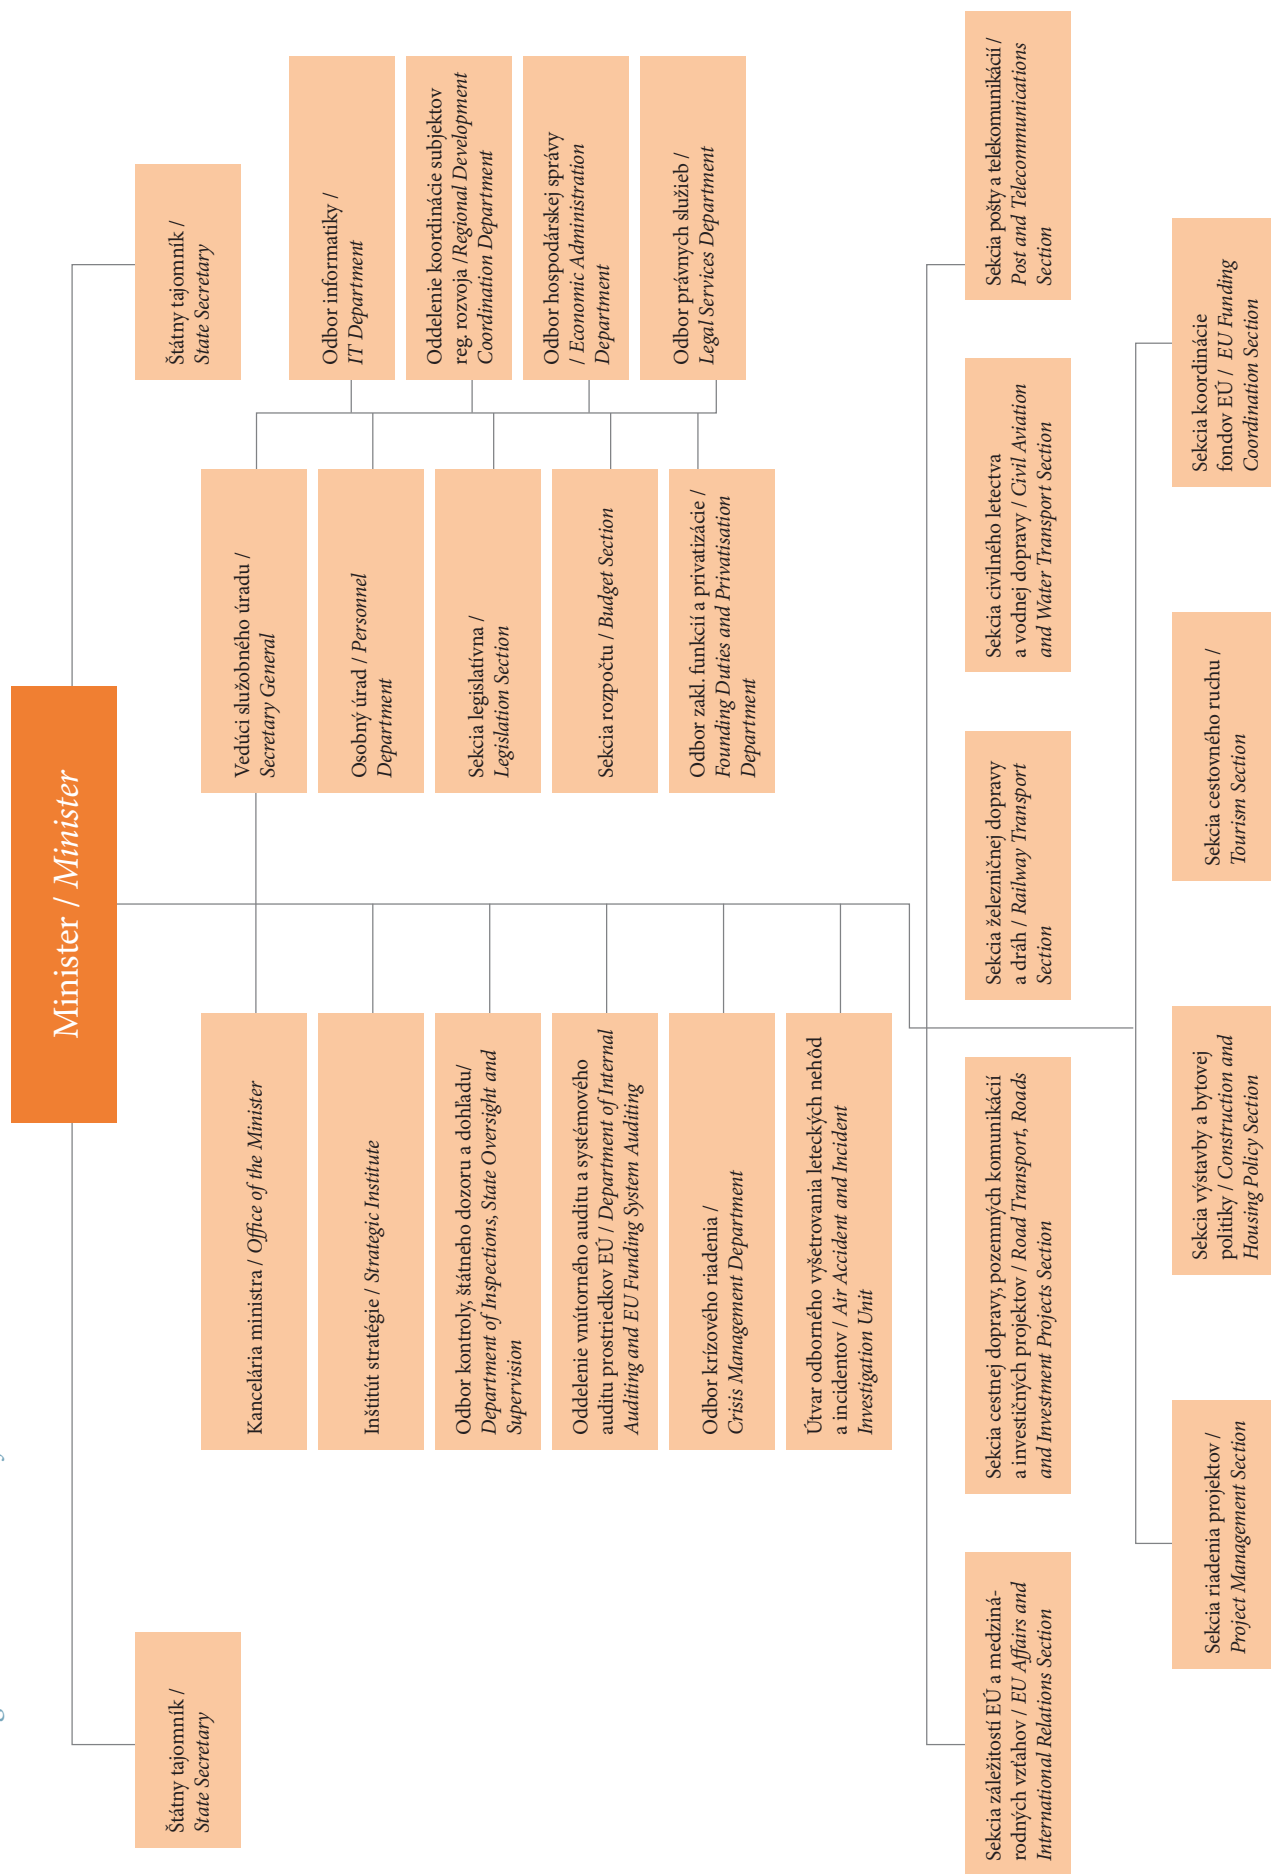 Minister / Minister
Štátny tajomník /
State Secretary
Štátny tajomník /
State Secretary
Kancelária ministra / Office of the Minister
Inštitút stratégie / Strategic Institute
Odbor kontroly, štátneho dozoru a dohľadu/
Department of Inspections, State Oversight and
Supervision
Oddelenie vnútorného auditu a systémového
auditu prostriedkov EÚ / Department of Internal
Auditing and EU Funding System Auditing
Odbor krízového riadenia /
Crisis Management Department
Útvar odborného vyšetrovania leteckých nehôd
a incidentov / Air Accident and Incident
Investigation Unit
Vedúci služobného úradu /
Secretary General
Osobný úrad / Personnel
Department
Sekcia legislatívna /
Legislation Section
Sekcia rozpočtu / Budget Section
Odbor zakl. funkcií a privatizácie /
Founding Duties and Privatisation
Department
Odbor informatiky /
IT Department
Oddelenie koordinácie subjektov
reg. rozvoja / Regional Development
Coordination Department
Odbor hospodárskej správy
/ Economic Administration
Department
Odbor právnych služieb /
Legal Services Department
Sekcia záležitostí EÚ a medziná-
rodných vzťahov / EU Affairs and
International Relations Section
Sekcia cestnej dopravy, pozemných komunikácií
a investičných projektov / Road Transport, Roads
and Investment Projects Section
Sekcia železničnej dopravy
a dráh / Railway Transport
Section
Sekcia civilného letectva
a vodnej dopravy / Civil Aviation
and Water Transport Section
Sekcia pošty a telekomunikácií /
Post and Telecommunications
Section
Sekcia riadenia projektov /
Project Management Section
Sekcia výstavby a bytovej
politiky / Construction and
Housing Policy Section
Sekcia cestovného ruchu /
Tourism Section
Sekcia koordinácie
fondov EÚ / EU Funding
Coordination Section